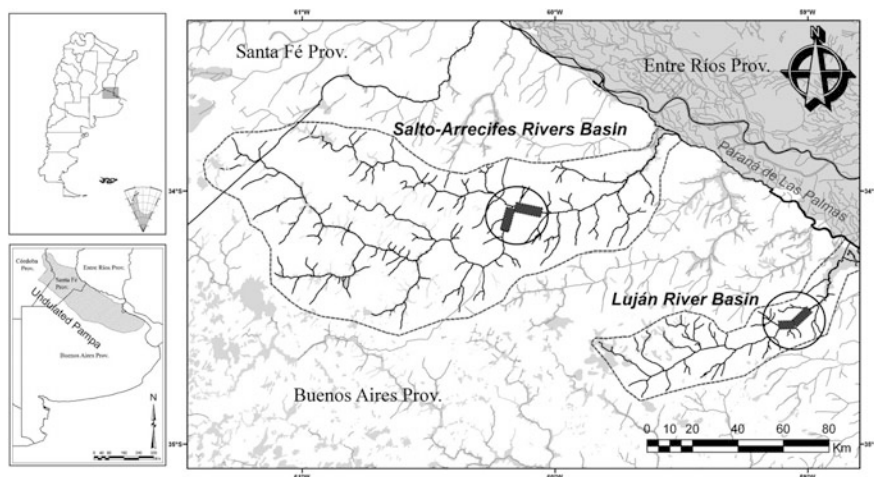 61°W
60°W
59°W
Santa Fé Prov.
Entre Ríos Prov.
N
Salto-Arrecifes Rivers Basin
Paraná de Las Palmas
34°S
Luján River Basin
Buenos Aires Prov.
35°S
0 10 20 40 60 80
Km
Córdoba
Prov.
Entre Ríos Prov.
Santa Fé
Prov.
Undulated Pampa
Buenos Aires Prov.
N